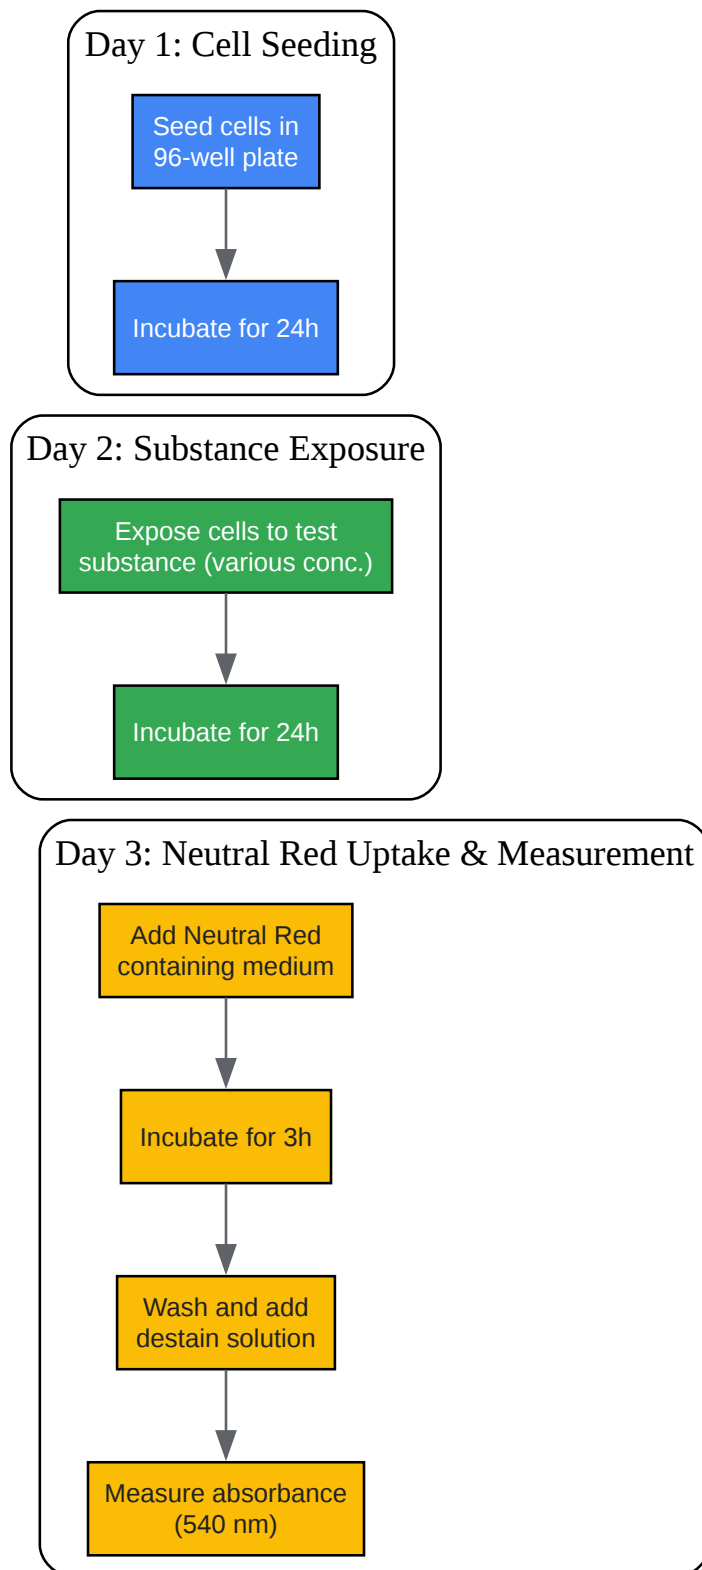 Day 1: Cell Seeding
Seed cells in
96-well plate
Incubate for 24h
Day 2: Substance Exposure
Expose cells to test
substance (various conc.)
Incubate for 24h
Day 3: Neutral Red Uptake & Measurement
Add Neutral Red
containing medium
Incubate for 3h
Wash and add
destain solution
Measure absorbance
(540 nm)